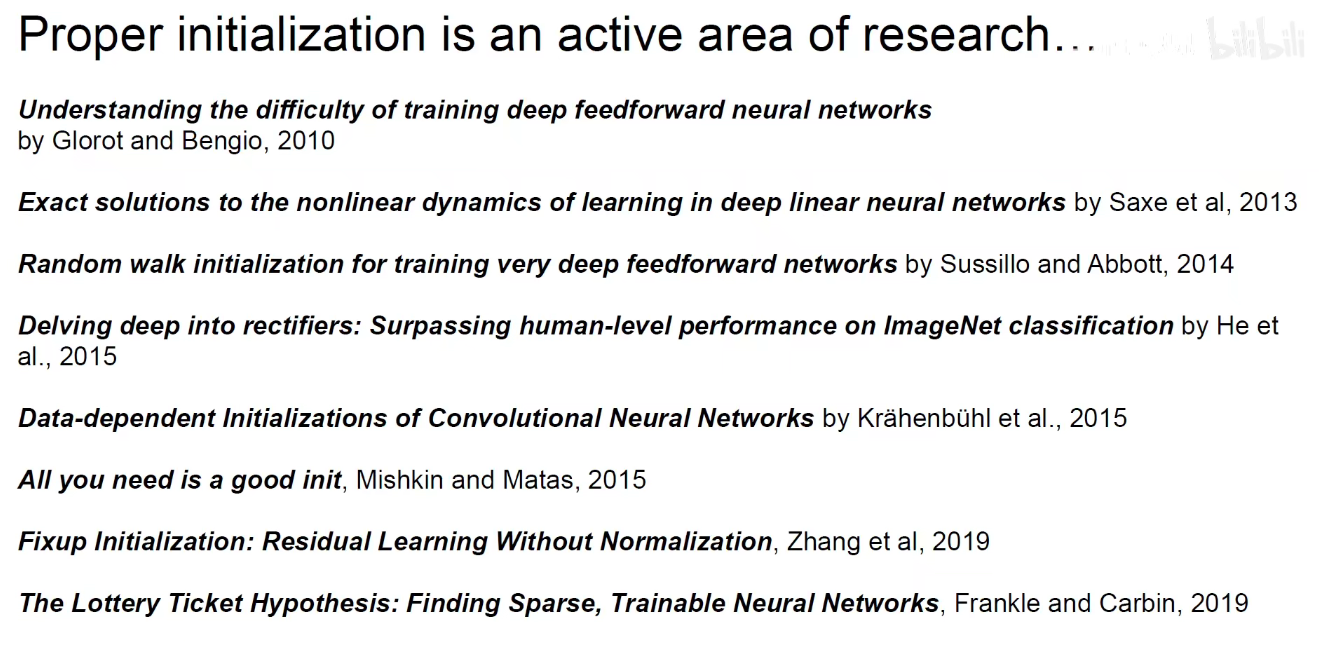 Proper initialization is an active area of research…
bilibili
Understanding the difficulty of training deep feedforward neural networks
by Glorot and Bengio, 2010
Exact solutions to the nonlinear dynamics of learning in deep linear neural networks by Saxe et al, 2013
Random walk initialization for training very deep feedforward networks by Sussillo and Abbott, 2014
Delving deep into rectifiers: Surpassing human-level performance on ImageNet classification by He et
al., 2015
Data-dependent Initializations of Convolutional Neural Networks by Krähenbühl et al., 2015
All you need is a good init, Mishkin and Matas, 2015
Fixup Initialization: Residual Learning Without Normalization, Zhang et al, 2019
The Lottery Ticket Hypothesis: Finding Sparse, Trainable Neural Networks, Frankle and Carbin, 2019